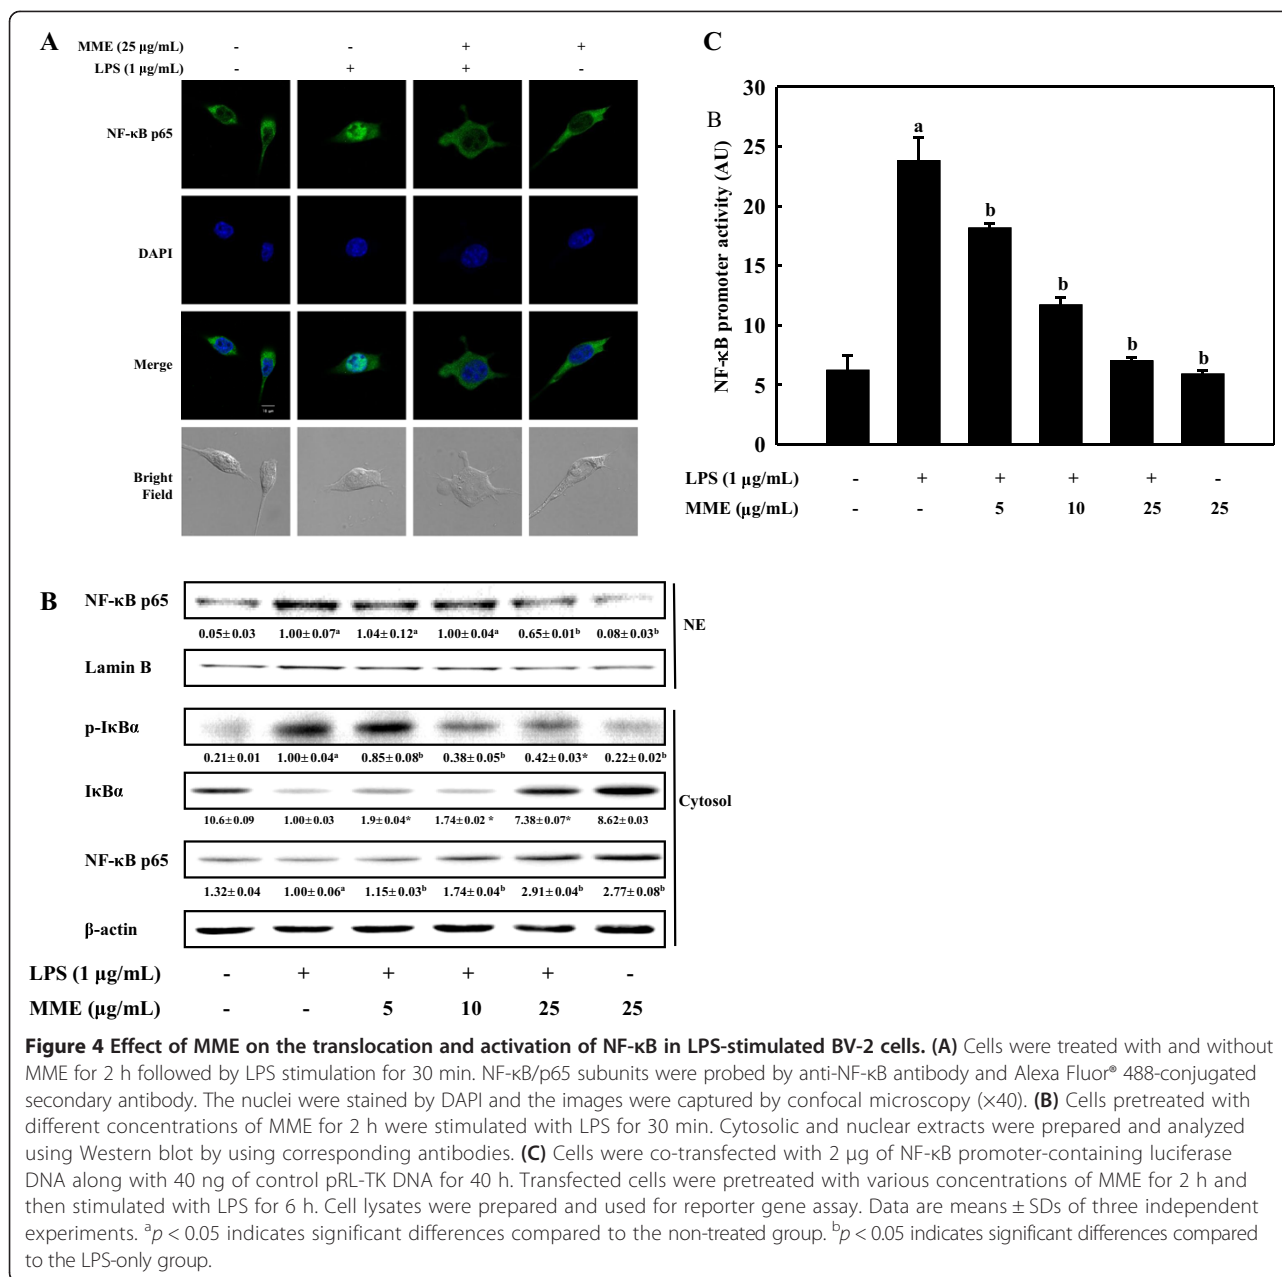 A
MME (25 µg/mL) - - + +
LPS (1 µg/mL) - + + -
NF-κB p65
DAPI
Merge
10 µm
Bright
Field
C
B
NF-κB promoter activity (AU)
30
25
20
15
10
5
0
a
b
b
b
b
LPS (1 µg/mL) - + + + + -
MME (µg/mL) - - 5 10 25 25
B
NF-κB p65
0.05±0.03 1.00±0.07ᵃ 1.04±0.12ᵃ 1.00±0.04ᵃ 0.65±0.01ᵇ 0.08±0.03ᵇ
NE
Lamin B
p-IκBα
0.21±0.01 1.00±0.04ᵃ 0.85±0.08ᵇ 0.38±0.05ᵇ 0.42±0.03* 0.22±0.02ᵇ
IκBα
Cytosol
10.6±0.09 1.00±0.03 1.9±0.04* 1.74±0.02 * 7.38±0.07* 8.62±0.03
NF-κB p65
1.32±0.04 1.00±0.06ᵃ 1.15±0.03ᵇ 1.74±0.04ᵇ 2.91±0.04ᵇ 2.77±0.08ᵇ
β-actin
LPS (1 µg/mL) - + + + + -
MME (µg/mL) - - 5 10 25 25
Figure 4 Effect of MME on the translocation and activation of NF-κB in LPS-stimulated BV-2 cells. (A) Cells were treated with and without
MME for 2 h followed by LPS stimulation for 30 min. NF-κB/p65 subunits were probed by anti-NF-κB antibody and Alexa Fluor® 488-conjugated
secondary antibody. The nuclei were stained by DAPI and the images were captured by confocal microscopy (×40). (B) Cells pretreated with
different concentrations of MME for 2 h were stimulated with LPS for 30 min. Cytosolic and nuclear extracts were prepared and analyzed
using Western blot by using corresponding antibodies. (C) Cells were co-transfected with 2 µg of NF-κB promoter-containing luciferase
DNA along with 40 ng of control pRL-TK DNA for 40 h. Transfected cells were pretreated with various concentrations of MME for 2 h and
then stimulated with LPS for 6 h. Cell lysates were prepared and used for reporter gene assay. Data are means ± SDs of three independent
experiments. ᵃp < 0.05 indicates significant differences compared to the non-treated group. ᵇp < 0.05 indicates significant differences compared
to the LPS-only group.